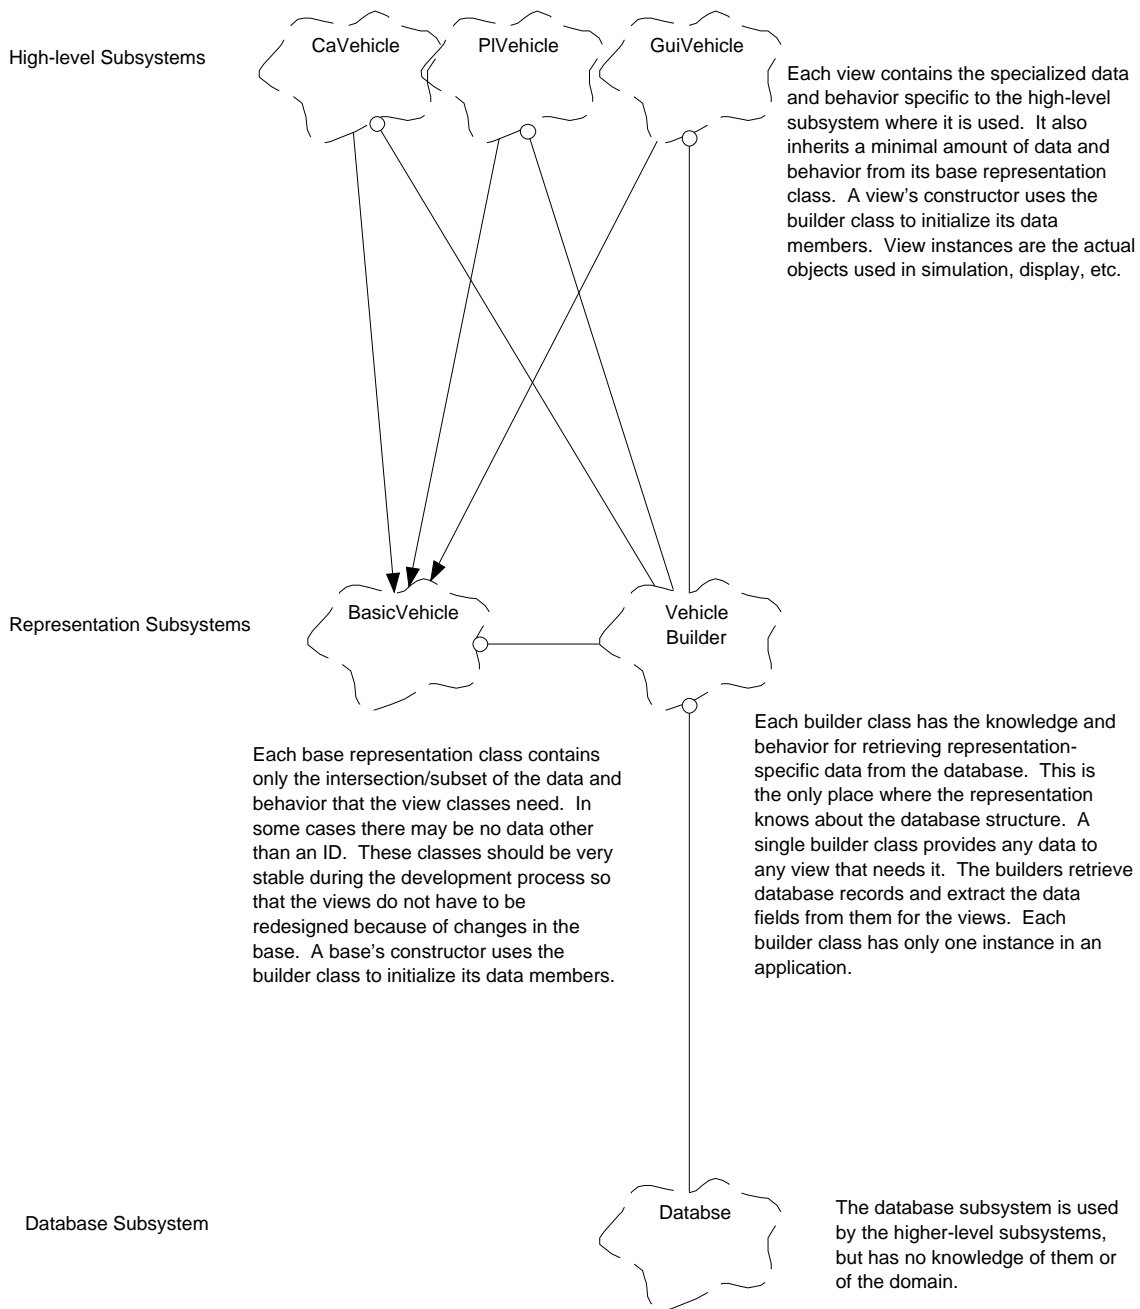 High-level Subsystems
CaVehicle
PlVehicle
GuiVehicle
Each view contains the specialized data
and behavior specific to the high-level
subsystem where it is used.  It also
inherits a minimal amount of data and
behavior from its base representation
class.  A view's constructor uses the
builder class to initialize its data
members.  View instances are the actual
objects used in simulation, display, etc.
Representation Subsystems
BasicVehicle
Vehicle
Builder
Each base representation class contains
only the intersection/subset of the data and
behavior that the view classes need.  In
some cases there may be no data other
than an ID.  These classes should be very
stable during the development process so
that the views do not have to be
redesigned because of changes in the
base.  A base's constructor uses the
builder class to initialize its data members.
Each builder class has the knowledge and
behavior for retrieving representation-
specific data from the database.  This is
the only place where the representation
knows about the database structure.  A
single builder class provides any data to
any view that needs it.  The builders retrieve
database records and extract the data
fields from them for the views.  Each
builder class has only one instance in an
application.
Database Subsystem
Databse
The database subsystem is used
by the higher-level subsystems,
but has no knowledge of them or
of the domain.